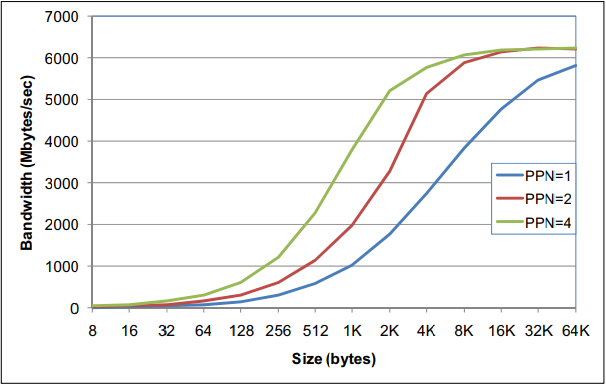 7000
6000
5000
4000
3000
2000
1000
0
Bandwidth (Mbytes/sec)
PPN=1
PPN=2
PPN=4
8 16 32 64 128 256 512 1K 2K 4K 8K 16K 32K 64K
Size (bytes)